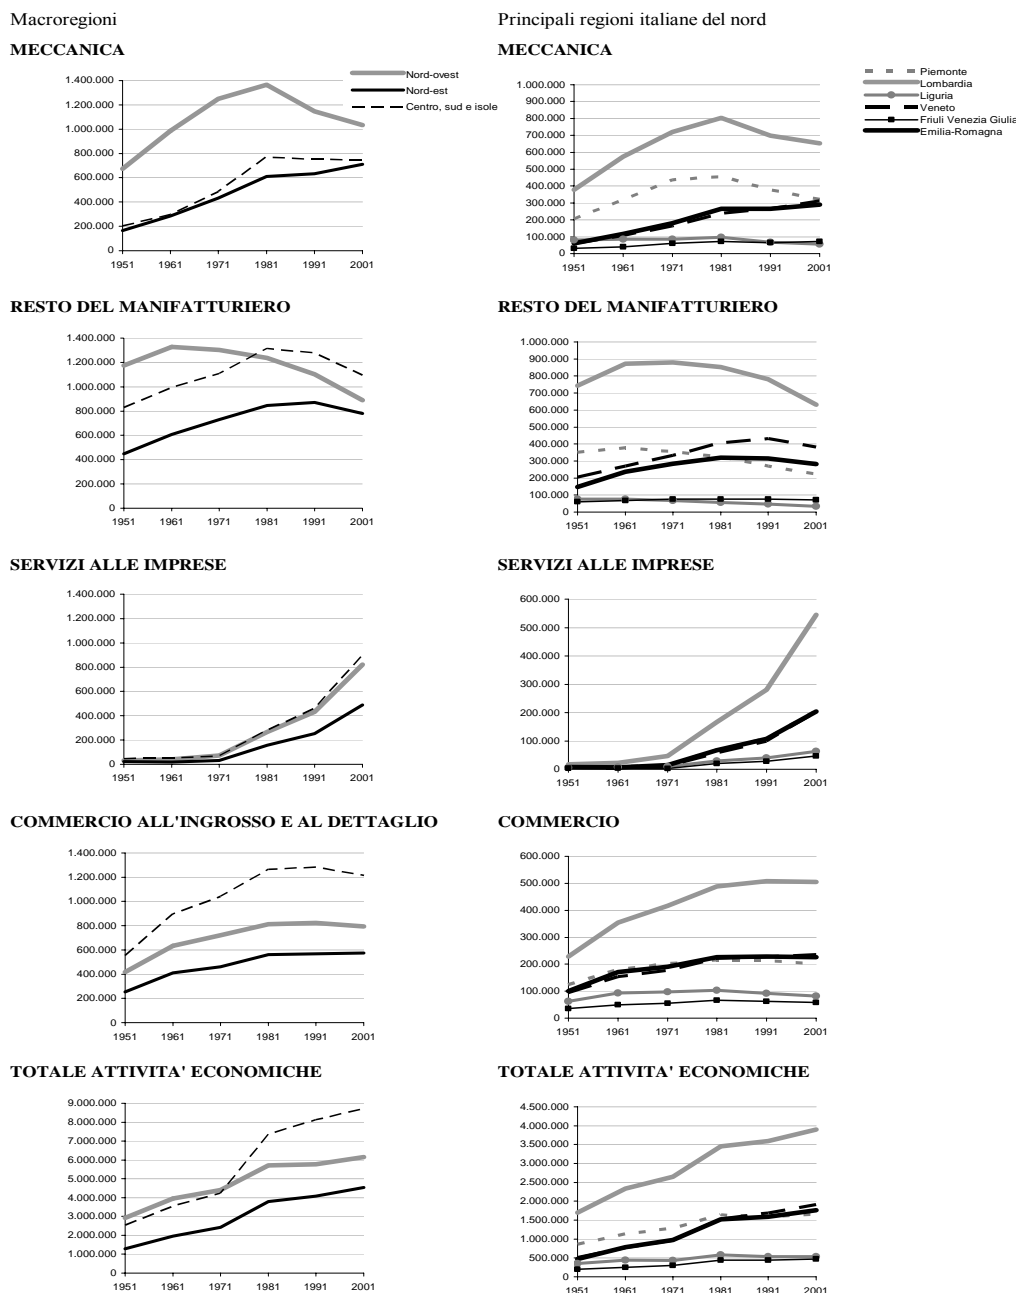 Macroregioni
MECCANICA
1.400.000
1.200.000
1.000.000
800.000
600.000
400.000
200.000
0
1951 1961 1971 1981 1991 2001
Nord-ovest
Nord-est
Centro, sud e isole
Principali regioni italiane del nord
MECCANICA
1.000.000
900.000
800.000
700.000
600.000
500.000
400.000
300.000
200.000
100.000
0
1951 1961 1971 1981 1991 2001
Piemonte
Lombardia
Liguria
Veneto
Friuli Venezia Giulia
Emilia-Romagna
RESTO DEL MANIFATTURIERO
1.400.000
1.200.000
1.000.000
800.000
600.000
400.000
200.000
0
1951 1961 1971 1981 1991 2001
RESTO DEL MANIFATTURIERO
1.000.000
900.000
800.000
700.000
600.000
500.000
400.000
300.000
200.000
100.000
0
1951 1961 1971 1981 1991 2001
SERVIZI ALLE IMPRESE
1.400.000
1.200.000
1.000.000
800.000
600.000
400.000
200.000
0
1951 1961 1971 1981 1991 2001
SERVIZI ALLE IMPRESE
600.000
500.000
400.000
300.000
200.000
100.000
0
1951 1961 1971 1981 1991 2001
COMMERCIO ALL'INGROSSO E AL DETTAGLIO
1.400.000
1.200.000
1.000.000
800.000
600.000
400.000
200.000
0
1951 1961 1971 1981 1991 2001
COMMERCIO
600.000
500.000
400.000
300.000
200.000
100.000
0
1951 1961 1971 1981 1991 2001
TOTALE ATTIVITA' ECONOMICHE
9.000.000
8.000.000
7.000.000
6.000.000
5.000.000
4.000.000
3.000.000
2.000.000
1.000.000
0
1951 1961 1971 1981 1991 2001
TOTALE ATTIVITA' ECONOMICHE
4.500.000
4.000.000
3.500.000
3.000.000
2.500.000
2.000.000
1.500.000
1.000.000
500.000
0
1951 1961 1971 1981 1991 2001